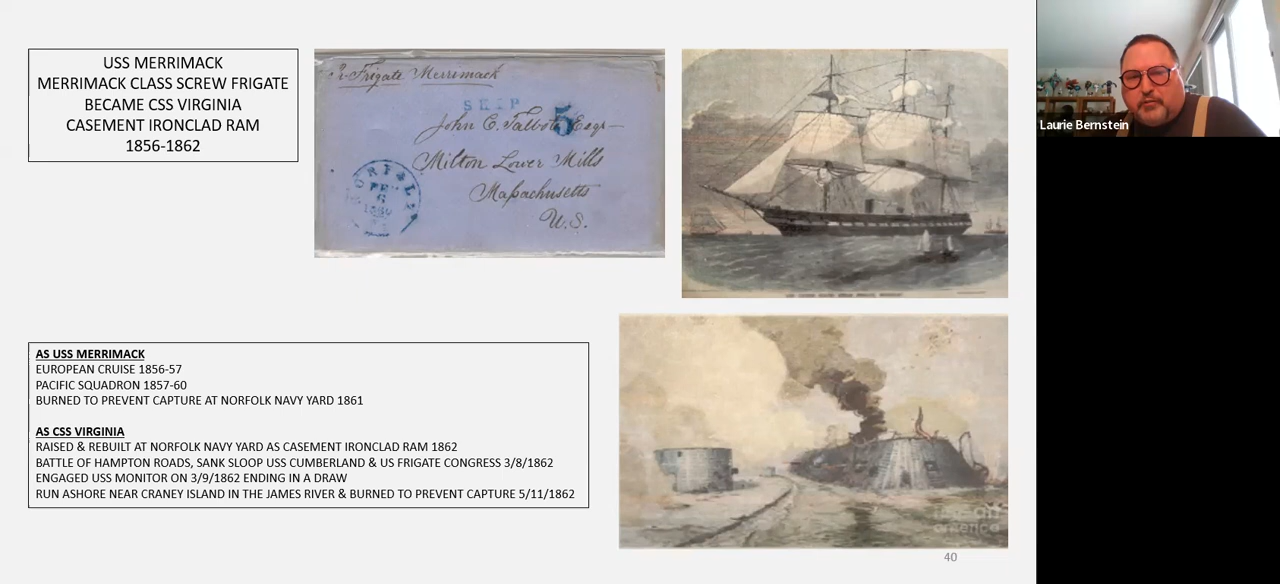 USS MERRIMACK
MERRIMACK CLASS SCREW FRIGATE
BECAME CSS VIRGINIA
CASEMENT IRONCLAD RAM
1856-1862
Frigate Merrimack
SHIP
5
John C. Talbot Esqr
Milton Lower Mills
Massachusetts
U.S.
FEB
6
1860
Laurie Bernstein
AS USS MERRIMACK
EUROPEAN CRUISE 1856-57
PACIFIC SQUADRON 1857-60
BURNED TO PREVENT CAPTURE AT NORFOLK NAVY YARD 1861
AS CSS VIRGINIA
RAISED & REBUILT AT NORFOLK NAVY YARD AS CASEMENT IRONCLAD RAM 1862
BATTLE OF HAMPTON ROADS, SANK SLOOP USS CUMBERLAND & US FRIGATE CONGRESS 3/8/1862
ENGAGED USS MONITOR ON 3/9/1862 ENDING IN A DRAW
RUN ASHORE NEAR CRANEY ISLAND IN THE JAMES RIVER & BURNED TO PREVENT CAPTURE 5/11/1862
america
40